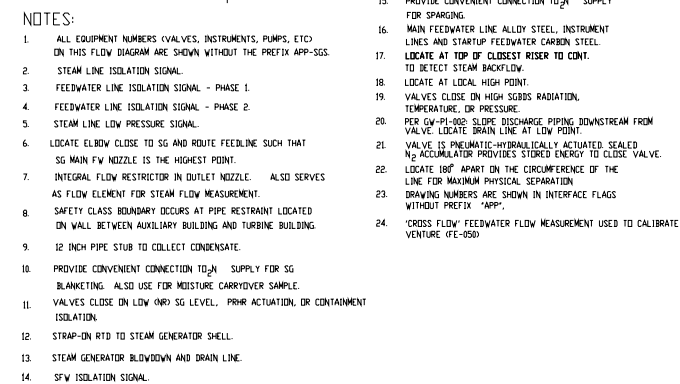 NOTES:
1. ALL EQUIPMENT NUMBERS (VALVES, INSTRUMENTS, PUMPS, ETC)
ON THIS FLOW DIAGRAM ARE SHOWN WITHOUT THE PREFIX APP-SGS.
2. STEAM LINE ISOLATION SIGNAL.
3. FEEDWATER LINE ISOLATION SIGNAL - PHASE 1.
4. FEEDWATER LINE ISOLATION SIGNAL - PHASE 2.
5. STEAM LINE LOW PRESSURE SIGNAL.
6. LOCATE ELBOW CLOSE TO SG AND ROUTE FEEDLINE SUCH THAT
SG MAIN FW NOZZLE IS THE HIGHEST POINT.
7. INTEGRAL FLOW RESTRICTOR IN OUTLET NOZZLE. ALSO SERVES
AS FLOW ELEMENT FOR STEAM FLOW MEASUREMENT.
8. SAFETY CLASS BOUNDARY OCCURS AT PIPE RESTRAINT LOCATED
ON WALL BETWEEN AUXILIARY BUILDING AND TURBINE BUILDING.
9. 12 INCH PIPE STUB TO COLLECT CONDENSATE.
10. PROVIDE CONVENIENT CONNECTION TO 2N SUPPLY FOR SG
BLANKETING. ALSO USE FOR MOISTURE CARRYOVER SAMPLE.
11. VALVES CLOSE ON LOW (NR) SG LEVEL, PRHR ACTUATION, OR CONTAINMENT
ISOLATION.
12. STRAP-ON RTD TO STEAM GENERATOR SHELL.
13. STEAM GENERATOR BLOWDOWN AND DRAIN LINE.
14. SFW ISOLATION SIGNAL.
15. PROVIDE CONVENIENT CONNECTION TO 2N SUPPLY
FOR SPARGING.
16. MAIN FEEDWATER LINE ALLOY STEEL, INSTRUMENT
LINES AND STARTUP FEEDWATER CARBON STEEL.
17. LOCATE AT TOP OF CLOSEST RISER TO CONT.
TO DETECT STEAM BACKFLOW.
18. LOCATE AT LOCAL HIGH POINT.
19. VALVES CLOSE ON HIGH SGBDS RADIATION,
TEMPERATURE, OR PRESSURE.
20. PER GW-P1-002: SLOPE DISCHARGE PIPING DOWNSTREAM FROM
VALVE. LOCATE DRAIN LINE AT LOW POINT.
21. VALVE IS PNEUMATIC-HYDRAULICALLY ACTUATED. SEALED
N2 ACCUMULATOR PROVIDES STORED ENERGY TO CLOSE VALVE.
22. LOCATE 180° APART ON THE CIRCUMFERENCE OF THE
LINE FOR MAXIMUM PHYSICAL SEPARATION
23. DRAWING NUMBERS ARE SHOWN IN INTERFACE FLAGS
WITHOUT PREFIX "APP".
24. 'CROSS FLOW' FEEDWATER FLOW MEASUREMENT USED TO CALIBRATE
VENTURE (FE-050)